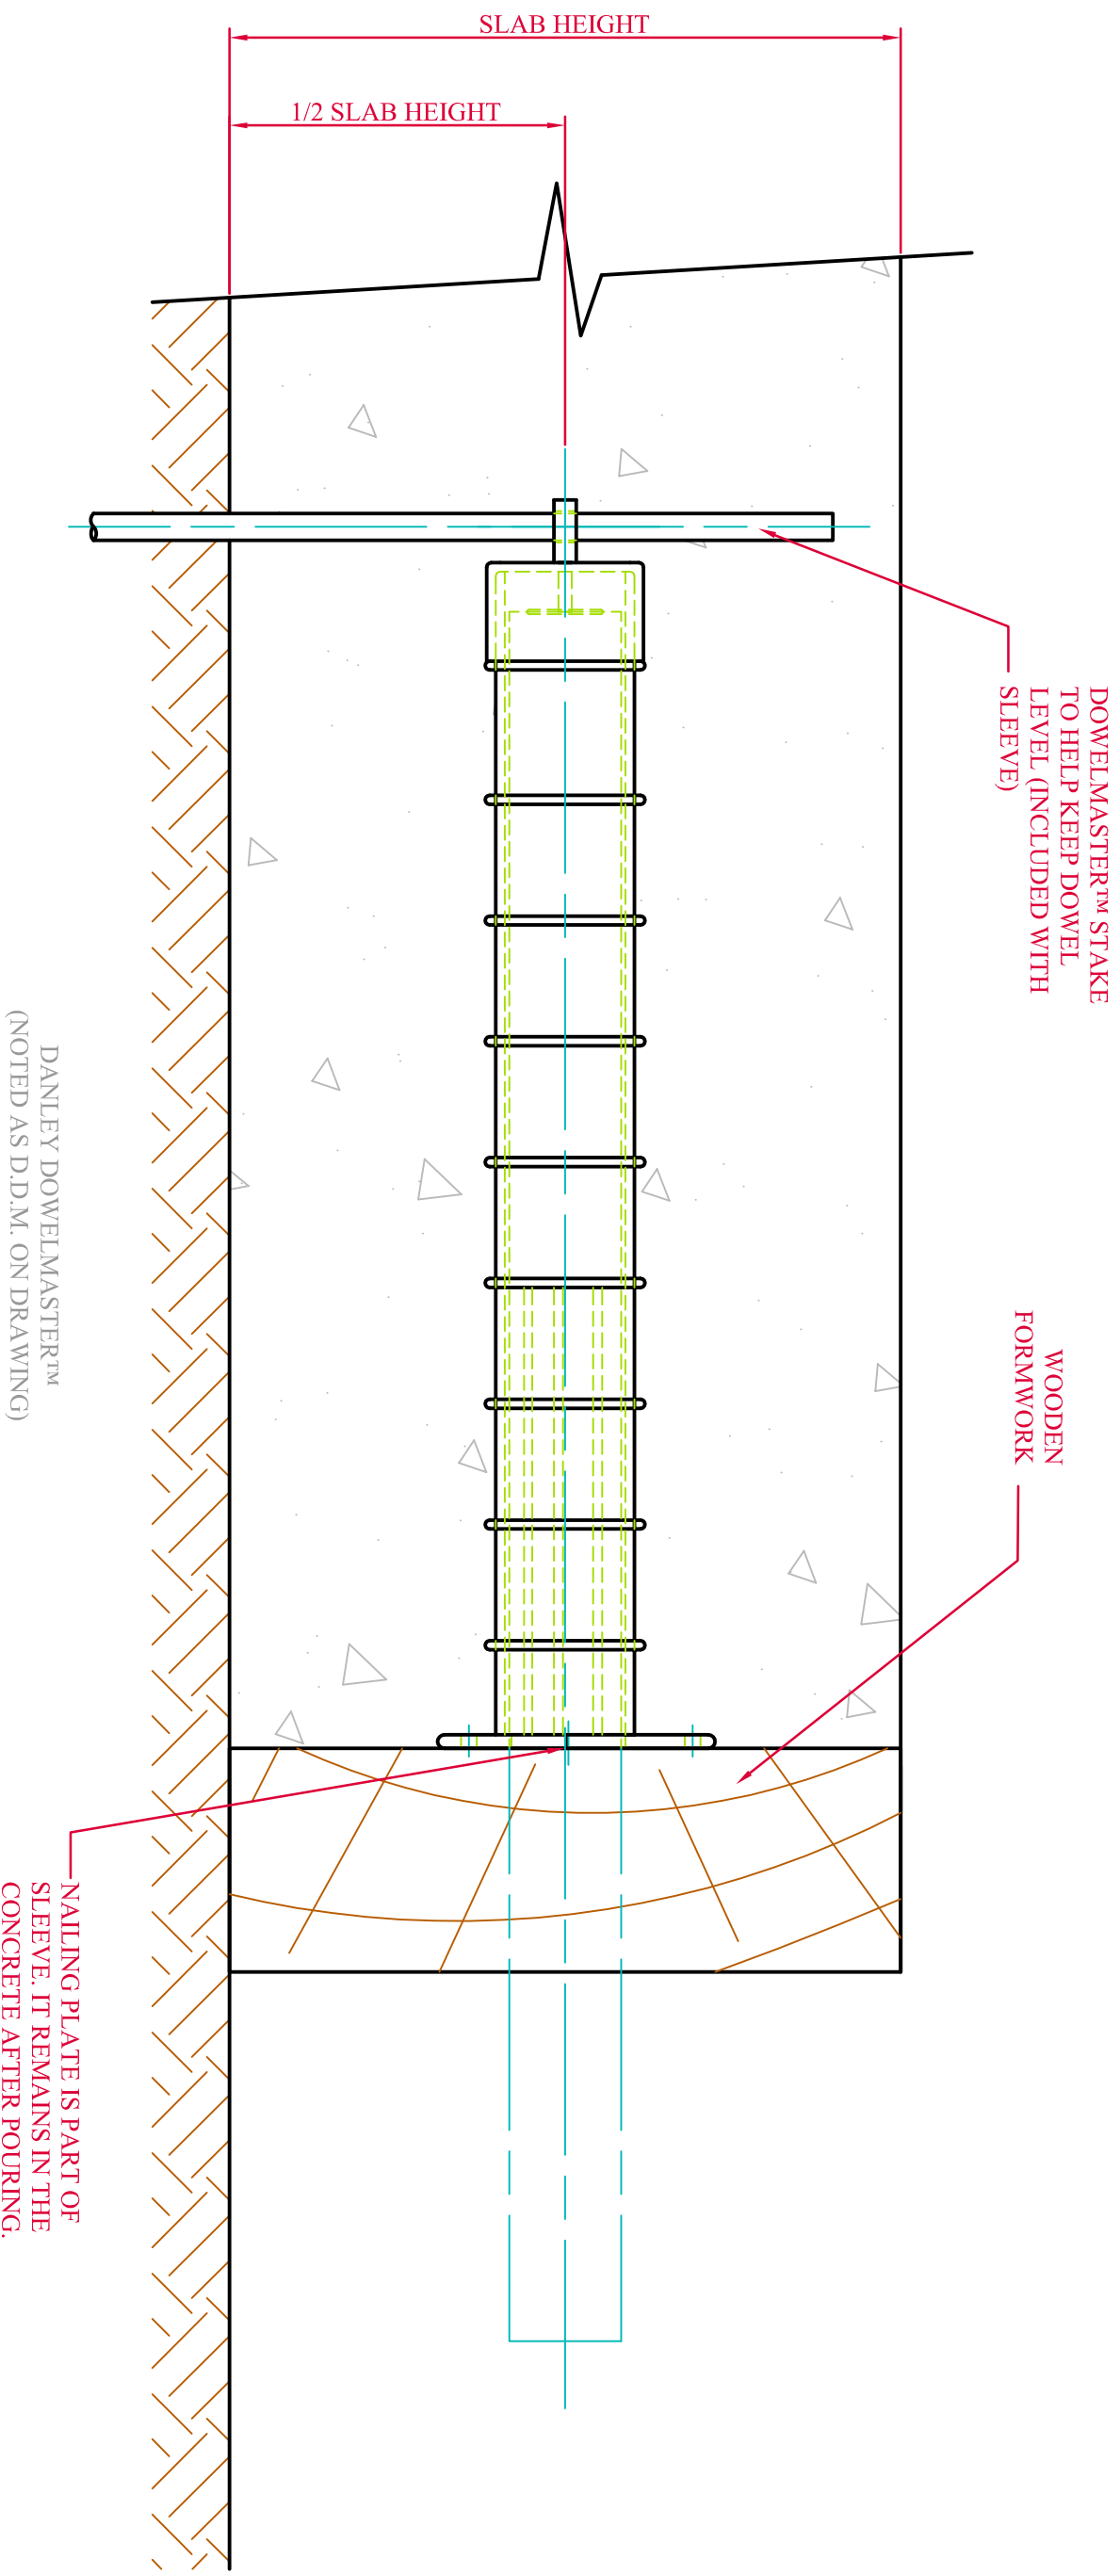 SLAB HEIGHT
1/2 SLAB HEIGHT
DOWELMASTER™ STAKE
TO HELP KEEP DOWEL
LEVEL (INCLUDED WITH
SLEEVE)
WOODEN
FORMWORK
DANLEY DOWELMASTER™
(NOTED AS D.D.M. ON DRAWING)
NAILING PLATE IS PART OF
SLEEVE. IT REMAINS IN THE
CONCRETE AFTER POURING.